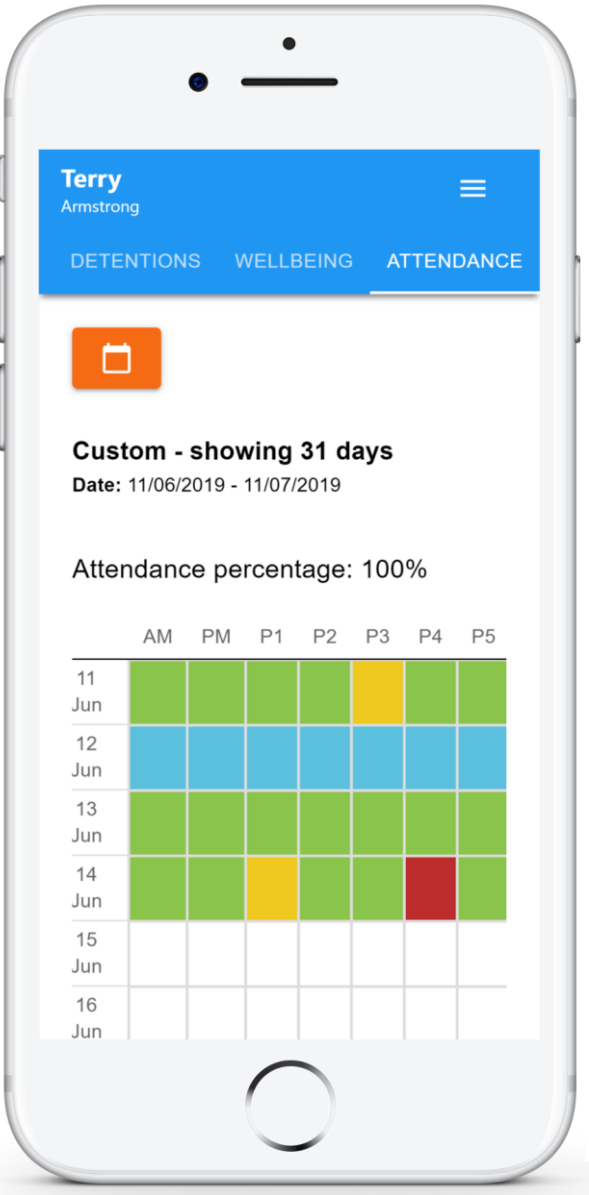 Terry
Armstrong
DETENTIONS WELLBEING ATTENDANCE
Custom - showing 31 days
Date: 11/06/2019 - 11/07/2019
Attendance percentage: 100%
AM PM P1 P2 P3 P4 P5
11
Jun
12
Jun
13
Jun
14
Jun
15
Jun
16
Jun